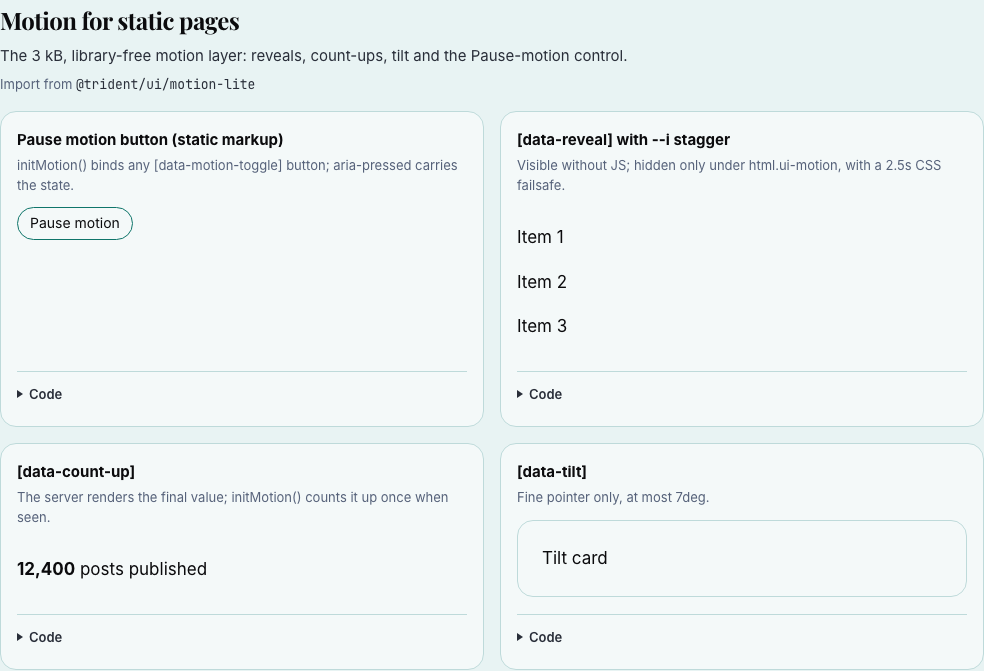 Motion for static pages
The 3 kB, library-free motion layer: reveals, count-ups, tilt and the Pause-motion control.
Import from @trident/ui/motion-lite
Pause motion button (static markup)
initMotion() binds any [data-motion-toggle] button; aria-pressed carries
the state.
Pause motion
Code
[data-reveal] with --i stagger
Visible without JS; hidden only under html.ui-motion, with a 2.5s CSS
failsafe.
Item 1
Item 2
Item 3
Code
[data-count-up]
The server renders the final value; initMotion() counts it up once when
seen.
12,400 posts published
Code
[data-tilt]
Fine pointer only, at most 7deg.
Tilt card
Code